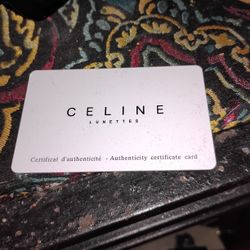 CELINE
LUNETTES
Certificat d'authenticité - Authenticity certificate card